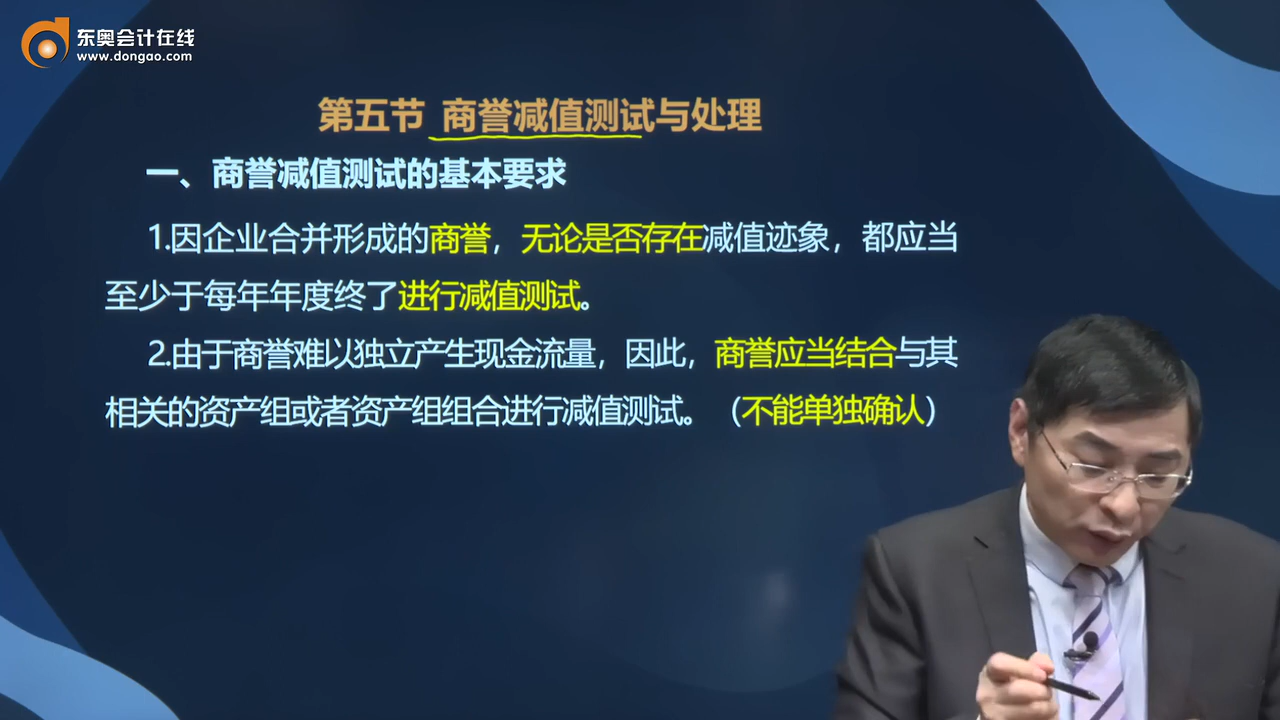 东奥会计在线
www.dongao.com
第五节 商誉减值测试与处理
一、商誉减值测试的基本要求
1.因企业合并形成的商誉，无论是否存在减值迹象，都应当
至少于每年年度终了进行减值测试。
2.由于商誉难以独立产生现金流量，因此，商誉应当结合与其
相关的资产组或者资产组组合进行减值测试。（不能单独确认）